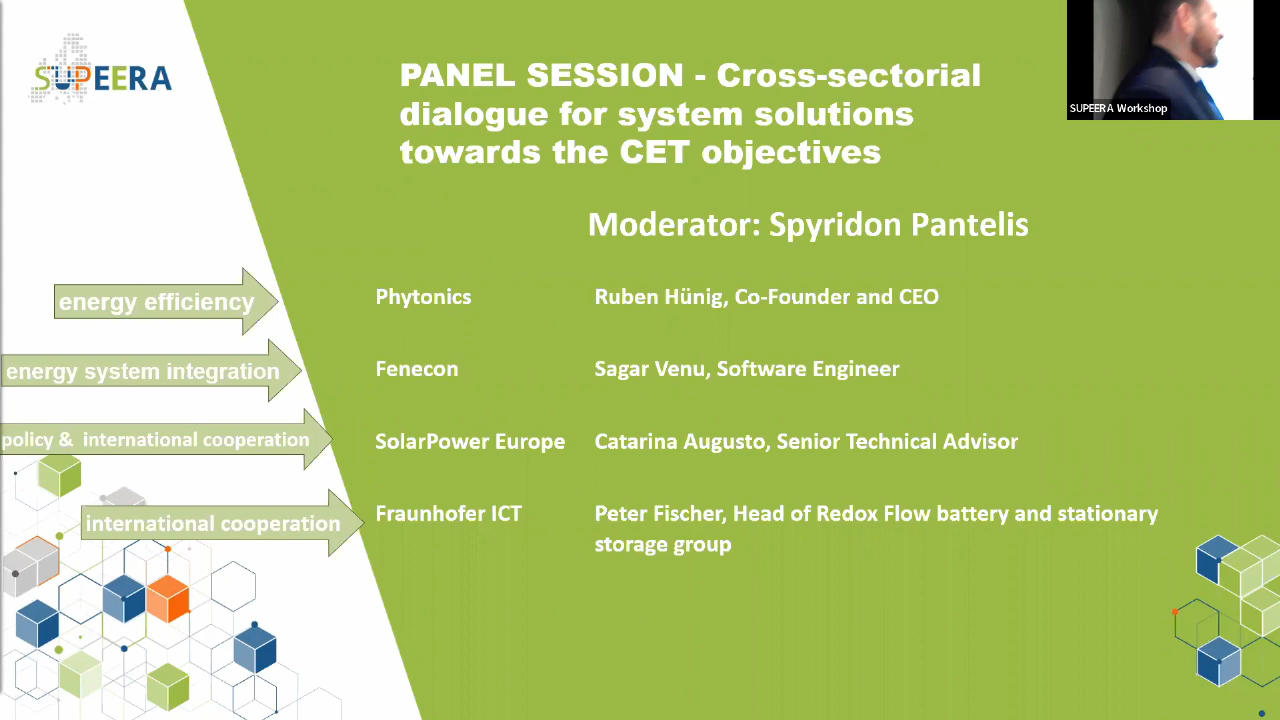 SUPEERA
PANEL SESSION - Cross-sectorial
dialogue for system solutions
towards the CET objectives
SUPEERA Workshop
Moderator: Spyridon Pantelis
energy efficiency
Phytonics
Ruben Hünig, Co-Founder and CEO
energy system integration
Fenecon
Sagar Venu, Software Engineer
policy & international cooperation
SolarPower Europe
Catarina Augusto, Senior Technical Advisor
international cooperation
Fraunhofer ICT
Peter Fischer, Head of Redox Flow battery and stationary
storage group